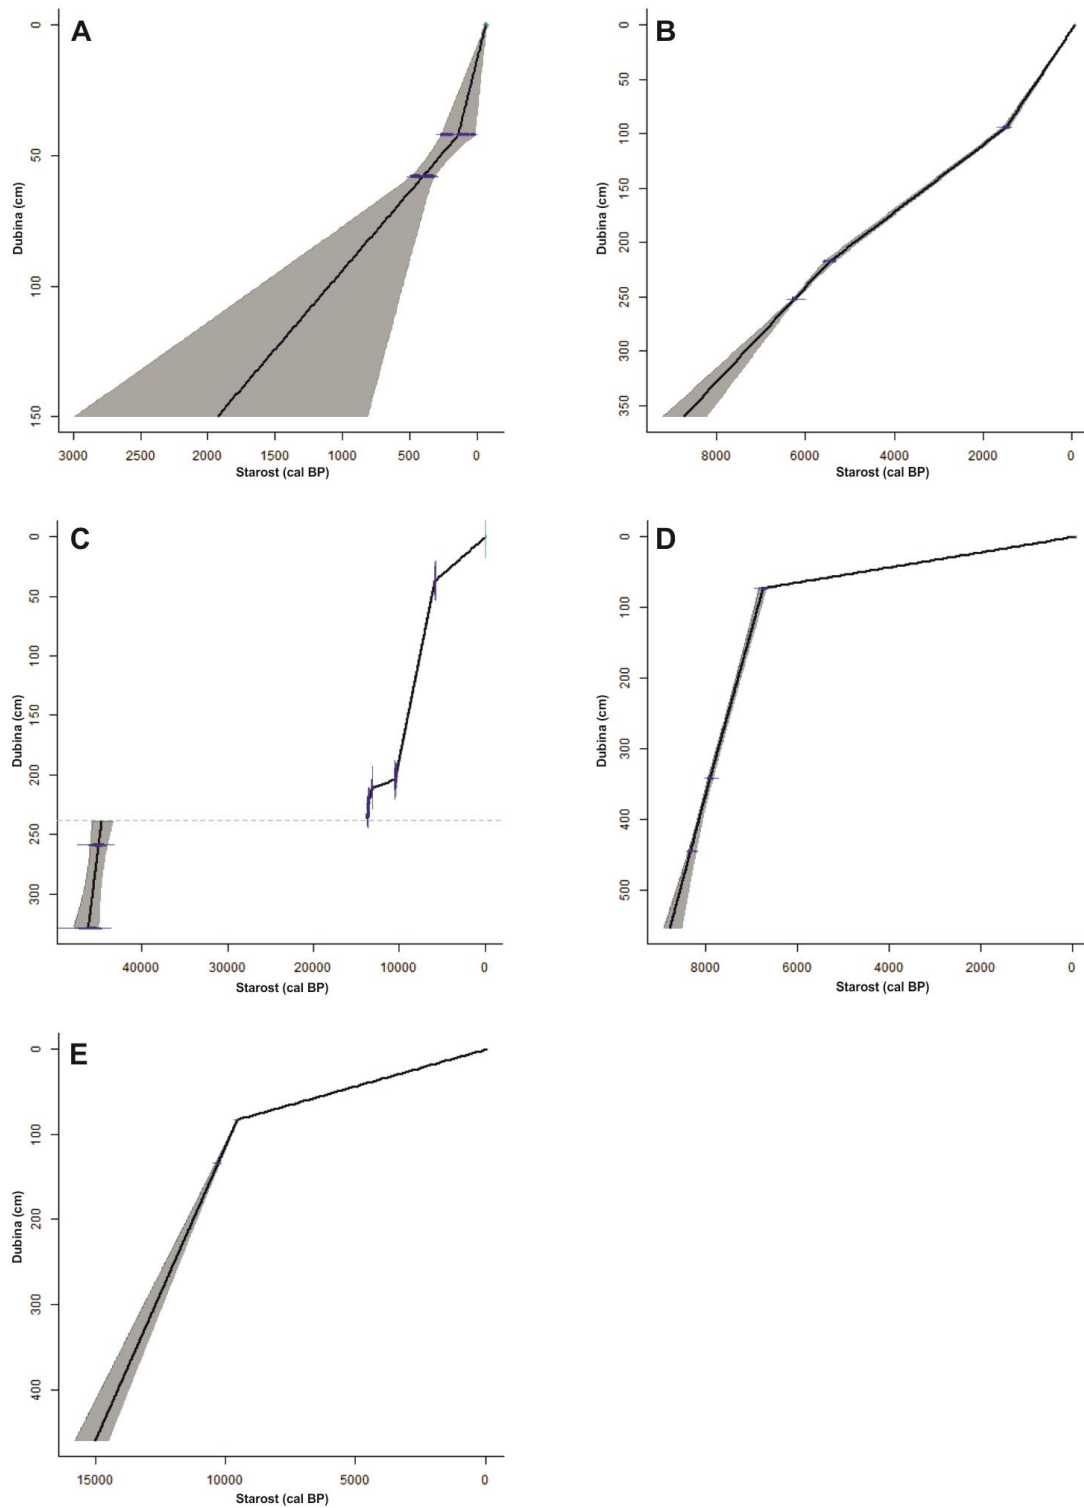 A
0
50
100
150
Dubina (cm)
3000 2500 2000 1500 1000 500 0
Starost (cal BP)
B
0
50
100
150
200
250
300
350
Dubina (cm)
8000 6000 4000 2000 0
Starost (cal BP)
C
0
50
100
150
200
250
300
Dubina (cm)
40000 30000 20000 10000 0
Starost (cal BP)
D
0
100
200
300
400
500
Dubina (cm)
8000 6000 4000 2000 0
Starost (cal BP)
E
0
100
200
300
400
Dubina (cm)
15000 10000 5000 0
Starost (cal BP)